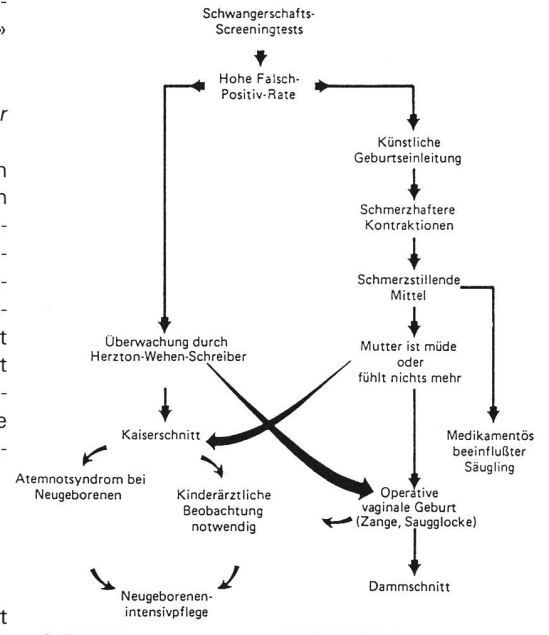 Schwangerschafts-
Screeningtests
Hohe Falsch-
Positiv-Rate
Künstliche
Geburtseinleitung
Schmerzhaftere
Kontraktionen
Schmerzstillende
Mittel
Überwachung durch
Herzton-Wehen-Schreiber
Mutter ist müde
oder
fühlt nichts mehr
Kaiserschnitt
Medikamentös
beeinflußter
Säugling
Atemnotsyndrom bei
Neugeborenen
Kinderärztliche
Beobachtung
notwendig
Operative
vaginale Geburt
(Zange, Saugglocke)
Dammschnitt
Neugeborenen-
intensivpflege